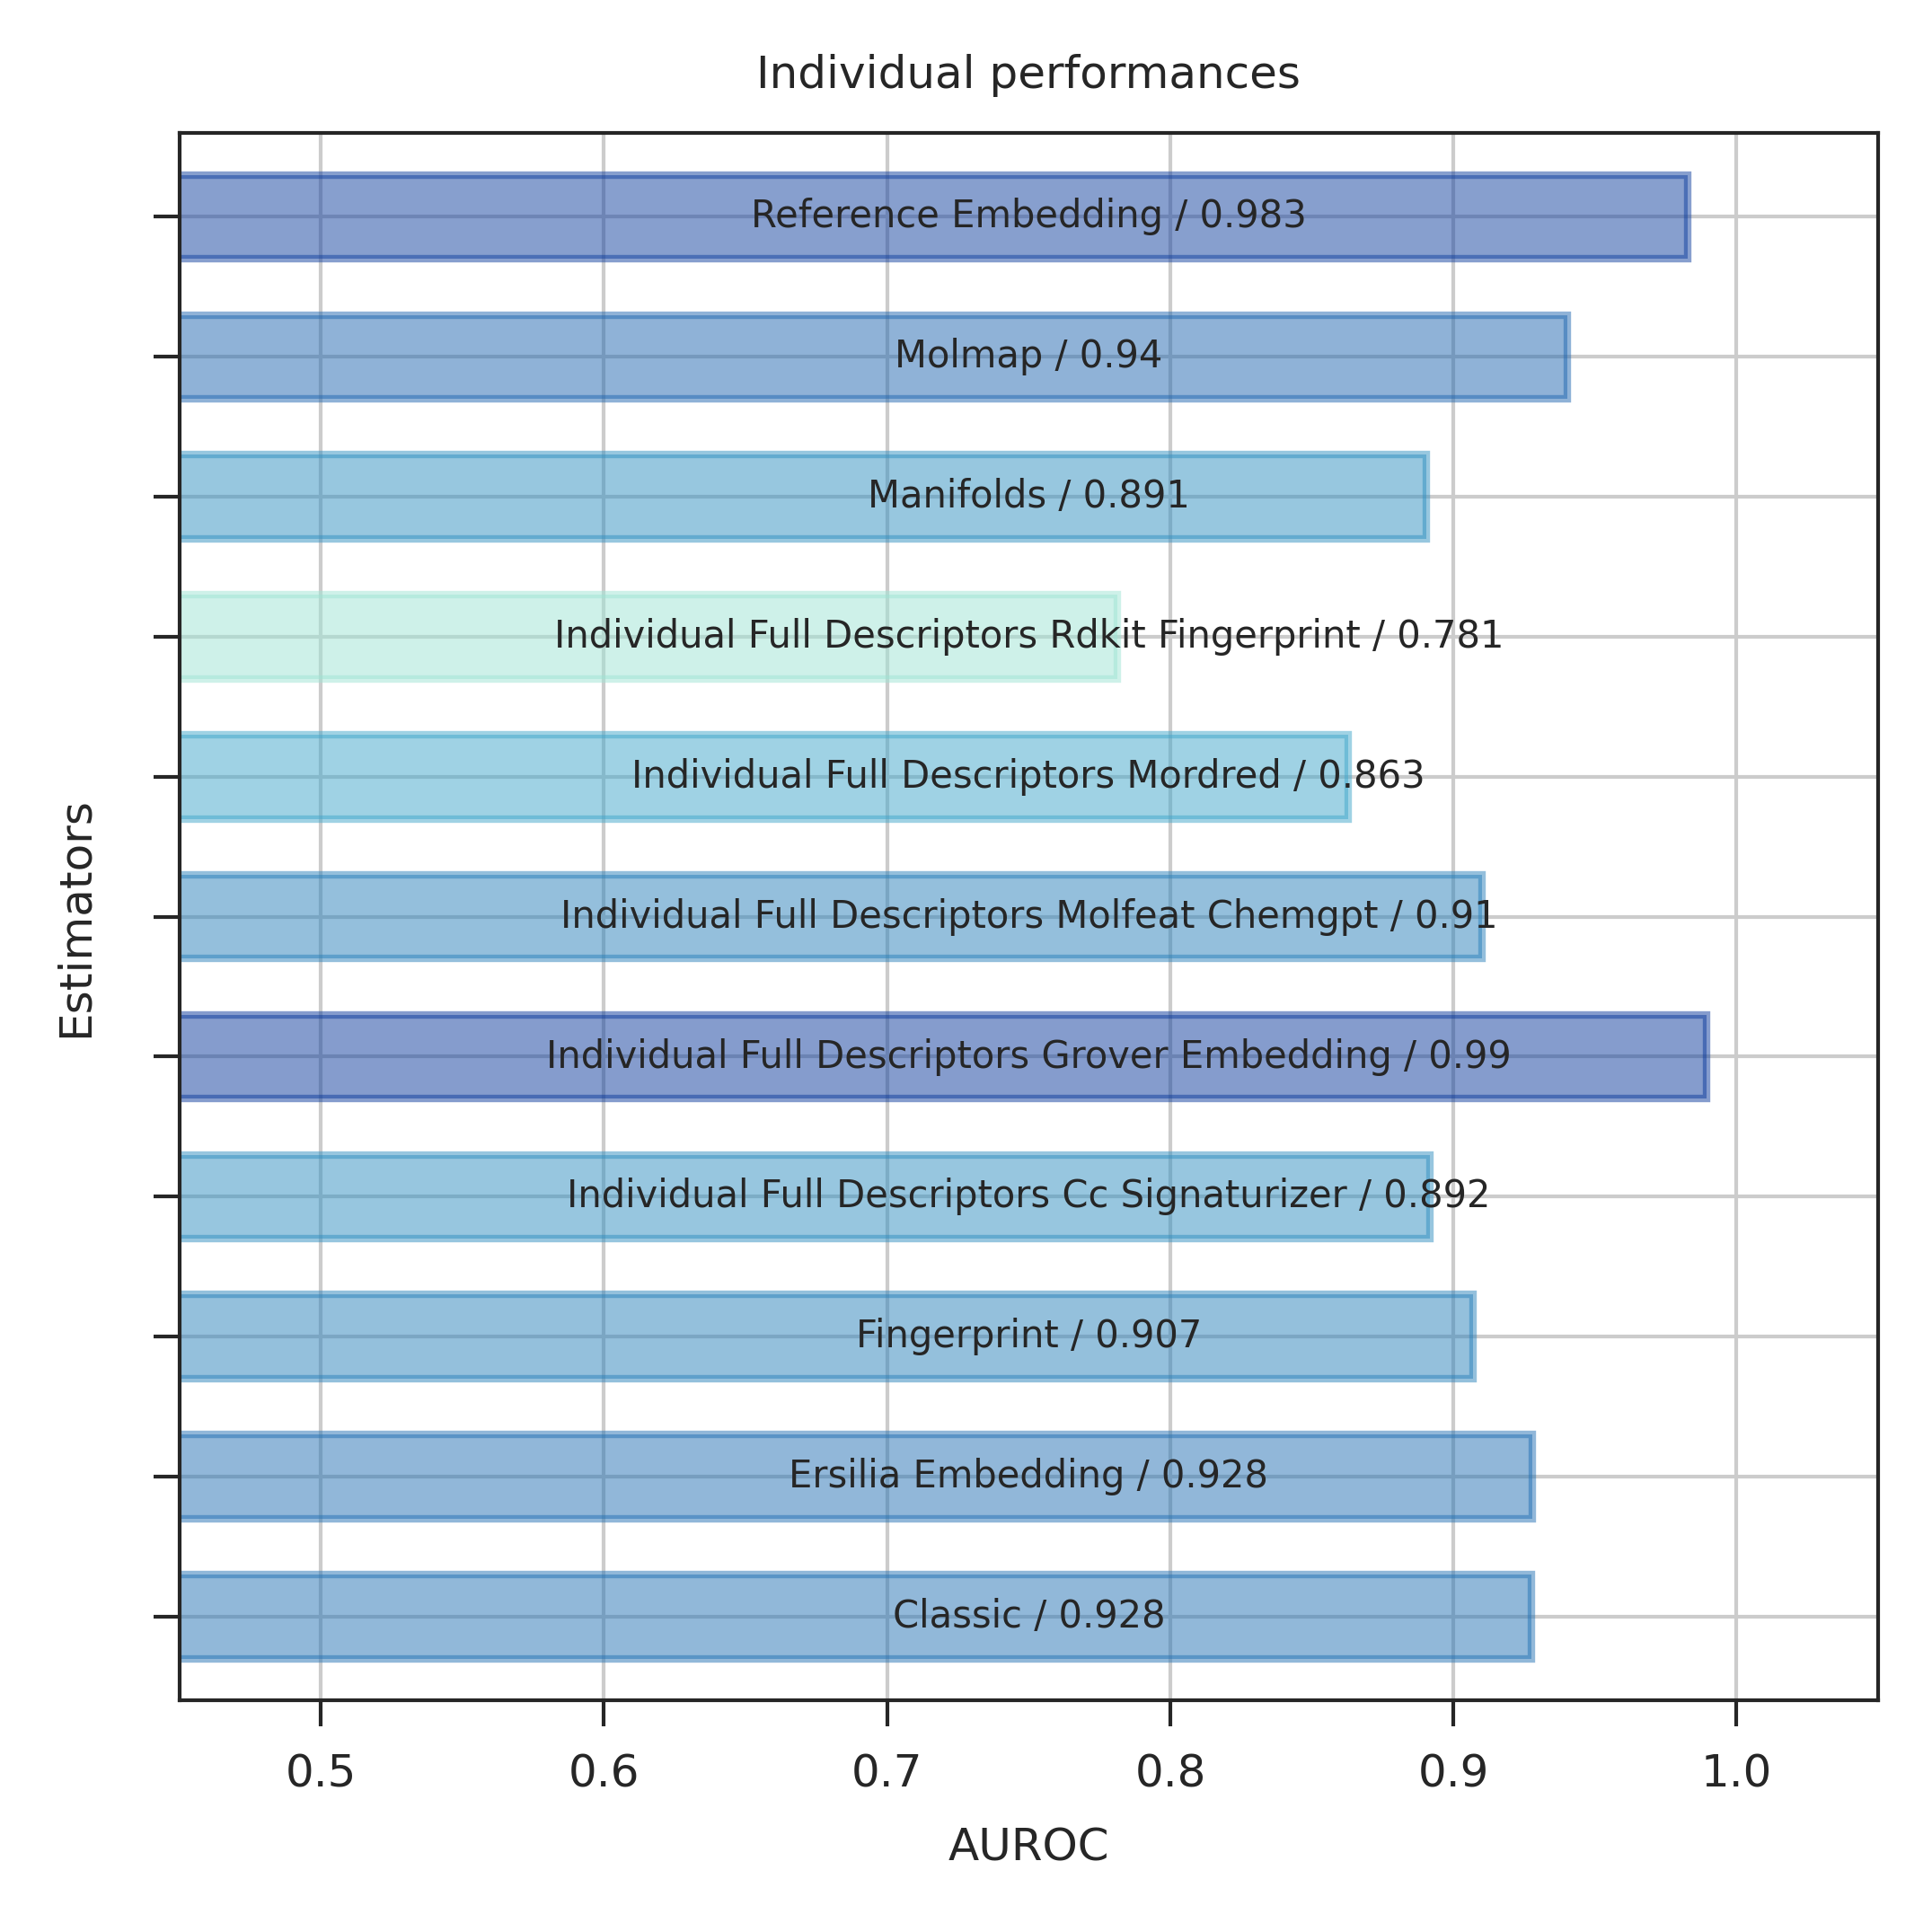 Individual performances
Reference Embedding / 0.983
Molmap / 0.94
Manifolds / 0.891
Individual Full Descriptors Rdkit Fingerprint / 0.781
Individual Full Descriptors Mordred / 0.863
Individual Full Descriptors Molfeat Chemgpt / 0.91
Individual Full Descriptors Grover Embedding / 0.99
Individual Full Descriptors Cc Signaturizer / 0.892
Fingerprint / 0.907
Ersilia Embedding / 0.928
Classic / 0.928
Estimators
0.5 0.6 0.7 0.8 0.9 1.0
AUROC